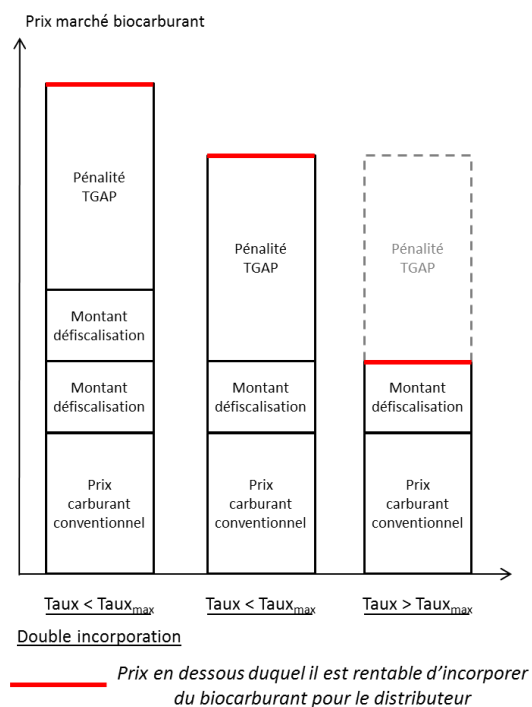 Prix marché biocarburant
Pénalité
TGAP
Montant
défiscalisation
Montant
défiscalisation
Prix
carburant
conventionnel
Pénalité
TGAP
Montant
défiscalisation
Prix
carburant
conventionnel
Pénalité
TGAP
Montant
défiscalisation
Prix
carburant
conventionnel
Taux < Tauxmax
Taux < Tauxmax
Taux > Tauxmax
Double incorporation
Prix en dessous duquel il est rentable d'incorporer
du biocarburant pour le distributeur